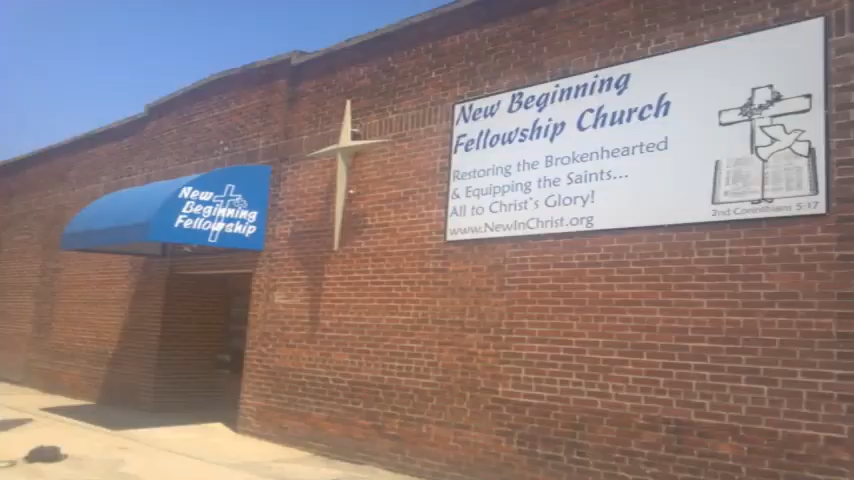 New
Beginning
Fellowship
New Beginning
Fellowship Church
Restoring the Brokenhearted
& Equipping the Saints...
All to Christ's Glory!
www.NewInChrist.org
2nd Corinthians 5:17